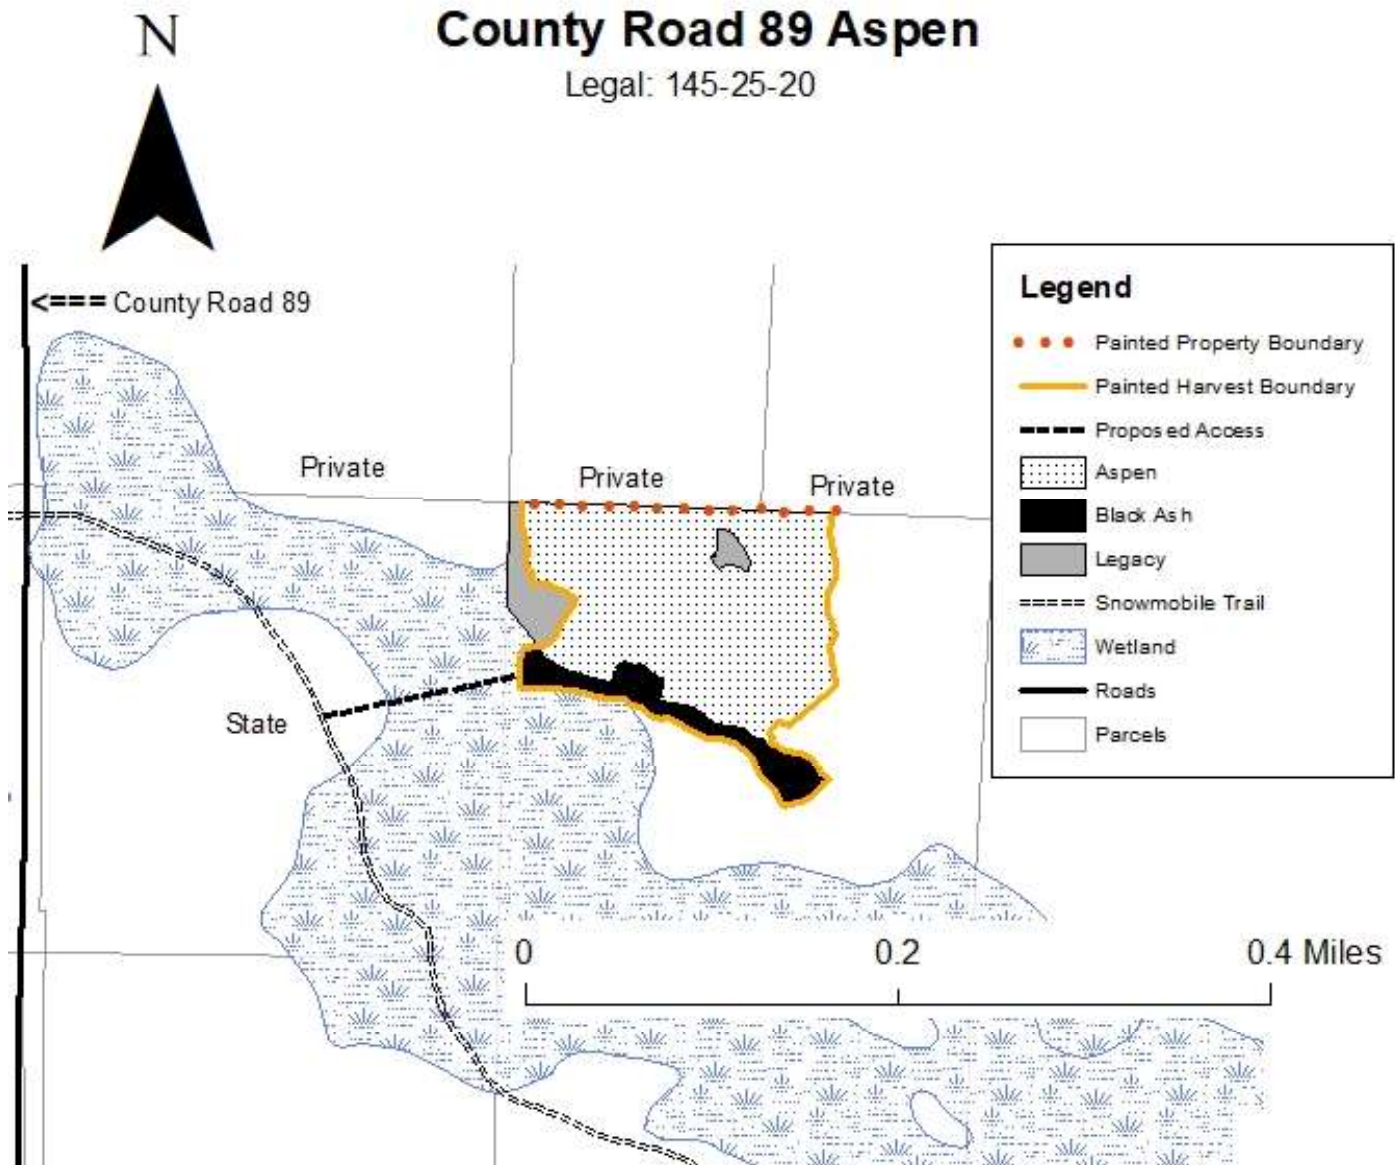 N
County Road 89 Aspen
Legal: 145-25-20
<=== County Road 89
Legend
Painted Property Boundary
Painted Harvest Boundary
Proposed Access
Aspen
Black Ash
Legacy
Snowmobile Trail
Wetland
Roads
Parcels
Private
Private
Private
State
0
0.2
0.4 Miles